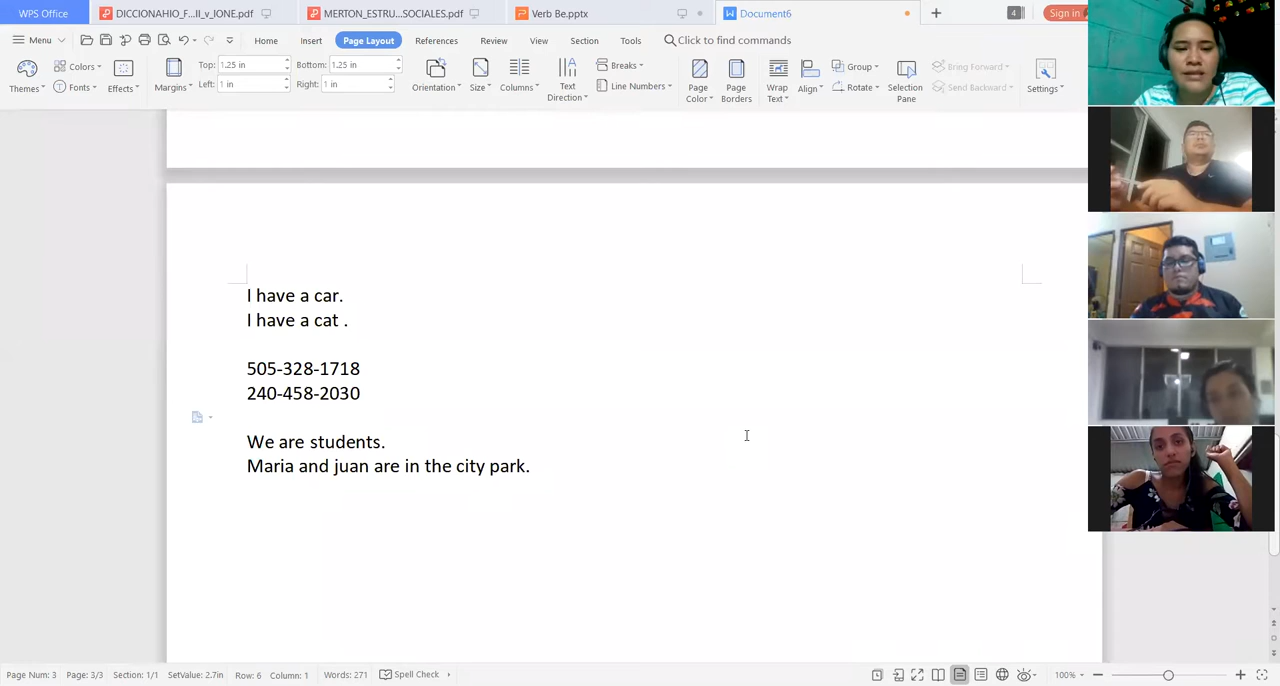 DICCIONAHIO_F...II_v_IONE.pdf
MERTON_ESTRU...SOCIALES.pdf
Verb Be.pptx
Document6
4
Sign in
Menu
Home
Insert
Page Layout
References
Review
View
Section
Tools
Click to find commands
Themes
Colors
Fonts
Effects
Margins
Top: 1.25 in
Bottom: 1.25 in
Left: 1 in
Right: 1 in
Orientation
Size
Columns
Text Direction
Breaks
Line Numbers
Page Color
Page Borders
Wrap Text
Align
Group
Rotate
Selection Pane
Bring Forward
Send Backward
Settings
I have a car.
I have a cat .
505-328-1718
240-458-2030
We are students.
Maria and juan are in the city park.
Page Num: 3
Page: 3/3
Section: 1/1
SetValue: 2.7in
Row: 6
Column: 1
Words: 271
Spell Check
100%